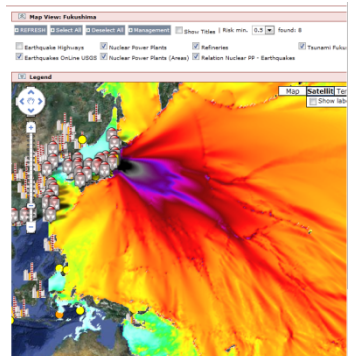 Map View: Fukushima
REFRESH Select All Deselect All Management Show Titles | Risk min. 0.5 found: 8
Earthquake Highways Nuclear Power Plants Refineries Tsunami Fuku
Earthquakes OnLine USGS Nuclear Power Plants (Areas) Relation Nuclear PP - Earthquakes
Legend
Map Satellit Ter
Show lab